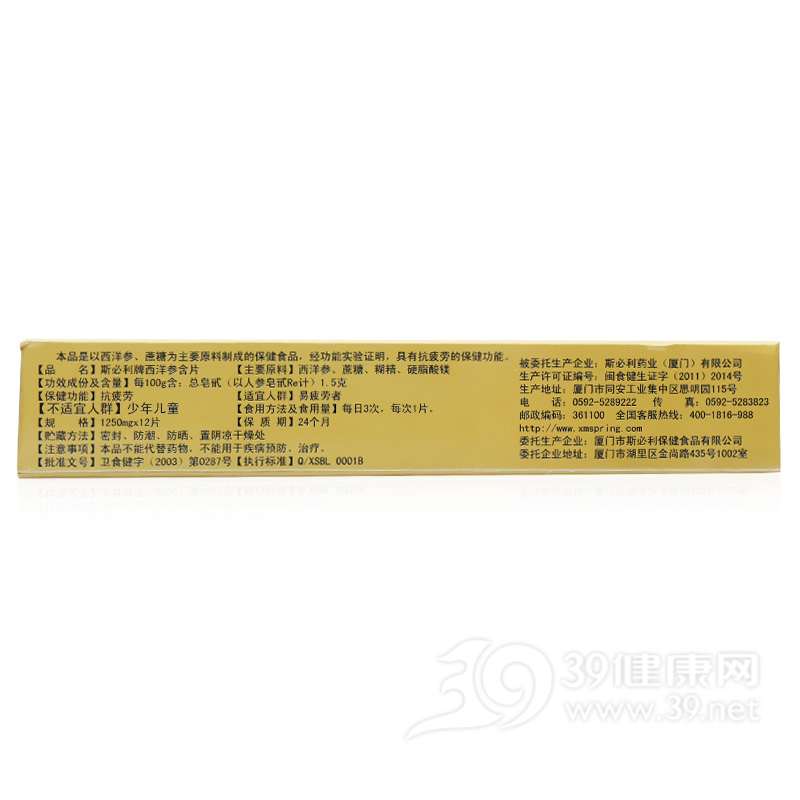 本品是以西洋参、蔗糖为主要原料制成的保健食品，经功能实验证明，具有抗疲劳的保健功能。
【品　　名】斯必利牌西洋参含片　【主要原料】西洋参、蔗糖、糊精、硬脂酸镁
【功效成份及含量】每100g含：总皂甙（以人参皂甙Re计）1.5克
【保健功能】抗疲劳　【适宜人群】易疲劳者
【不适宜人群】少年儿童　【食用方法及食用量】每日3次，每次1片。
【规　　格】1250mgx12片　【保 质 期】24个月
【贮藏方法】密封、防潮、防晒、置阴凉干燥处
【注意事项】本品不能代替药物，不能用于疾病预防、治疗。
【批准文号】卫食健字（2003）第0287号【执行标准】Q/XSBL 0001B
被委托生产企业：斯必利药业（厦门）有限公司
生产许可证编号：闽食健生证字（2011）2014号
生产地址：厦门市同安工业集中区思明园115号
电　　话：0592-5289222　传　　真：0592-5283823
邮政编码：361100　全国客服热线：400-1816-988
http://www.xmspring.com
委托生产企业：厦门市斯必利保健食品有限公司
委托企业地址：厦门市湖里区金尚路435号1002室
39健康网
www.39.net